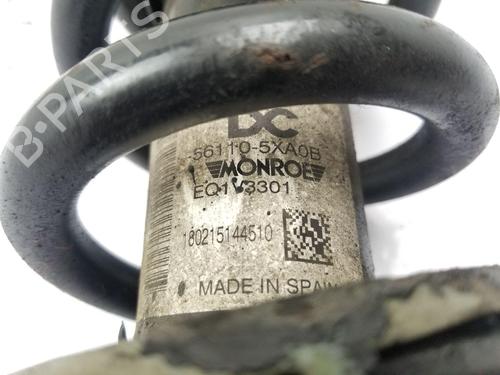 B-PARTS
DC
56110-5XA0B
MONROE
180215144510
MADE IN SPAIN